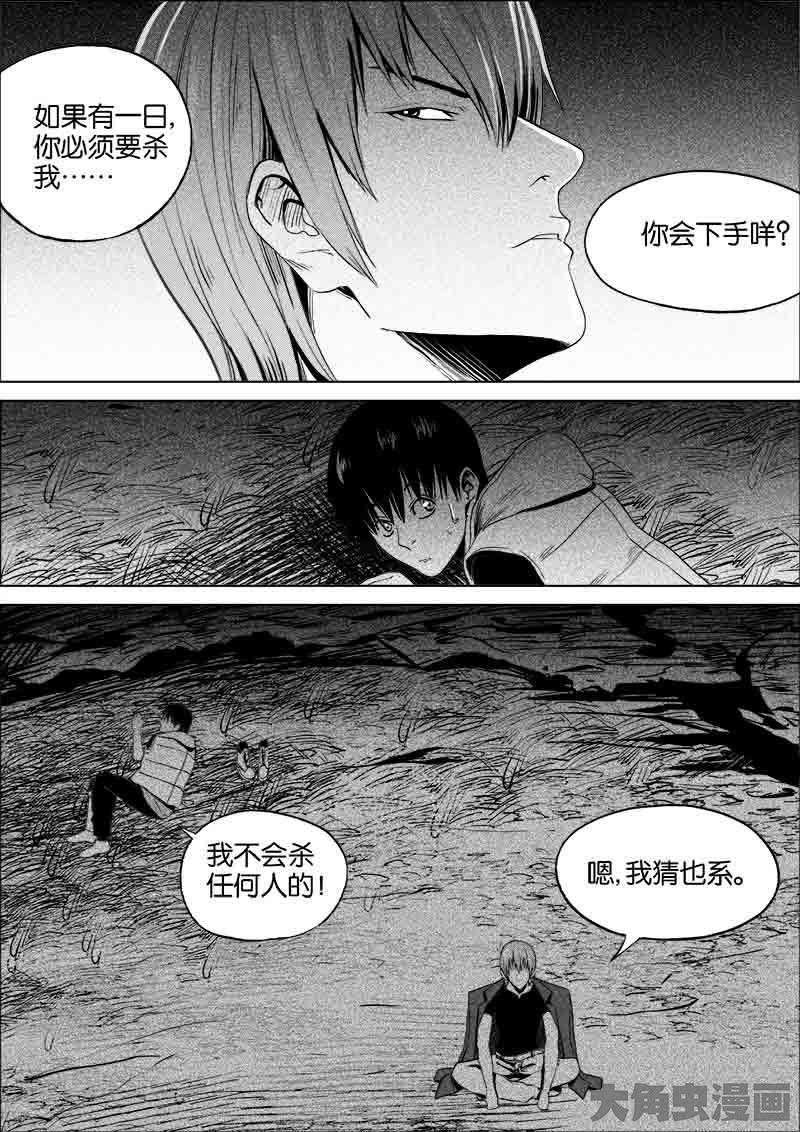 如果有一日,
你必须要杀
我……
你会下手咩?
我不会杀
任何人的!
嗯,我猜也系。
大角虫漫画